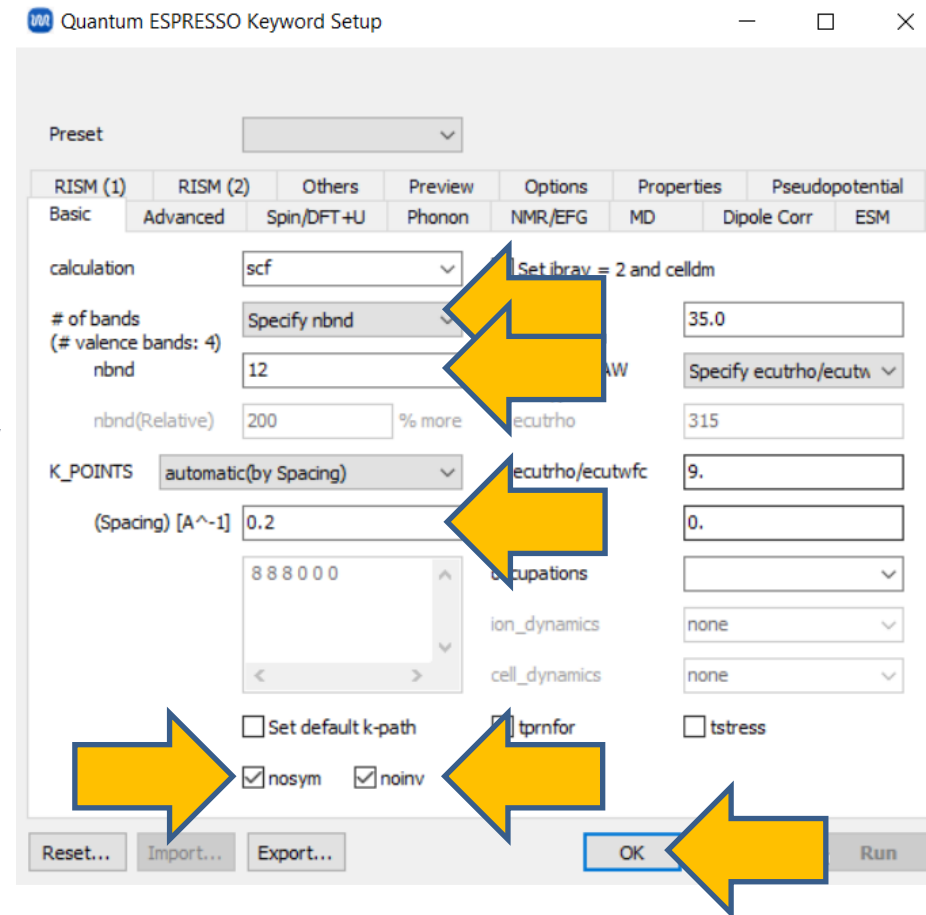 Quantum ESPRESSO Keyword Setup
Preset
RISM (1) RISM (2) Others Preview Options Properties Pseudopotential
Basic Advanced Spin/DFT+U Phonon NMR/EFG MD Dipole Corr ESM
calculation scf Set ibrav = 2 and celldm
# of bands Specify nbnd 35.0
(# valence bands: 4)
nbnd 12 Specify ecutrho/ecutw
nbnd(Relative) 200 % more ecutrho 315
K_POINTS automatic(by Spacing) ecutrho/ecutwfc 9.
(Spacing) [A^-1] 0.2 0.
8 8 8 0 0 0 occupations
ion_dynamics none
cell_dynamics none
Set default k-path tprnfor tstress
nosym noinv
Reset... Import... Export... OK Run